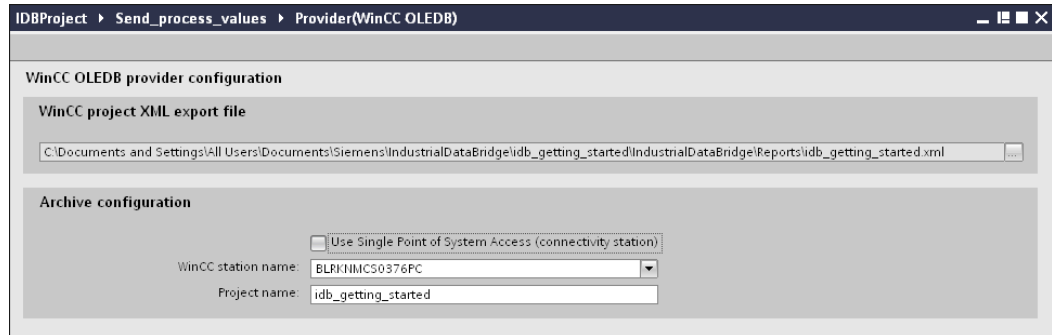 IDBProject ▸ Send_process_values ▸ Provider(WinCC OLEDB)
WinCC OLEDB provider configuration
WinCC project XML export file
C:\Documents and Settings\All Users\Documents\Siemens\IndustrialDataBridge\idb_getting_started\IndustrialDataBridge\Reports\idb_getting_started.xml ...
Archive configuration
Use Single Point of System Access (connectivity station)
WinCC station name: BLRKNMCS0376PC
Project name: idb_getting_started